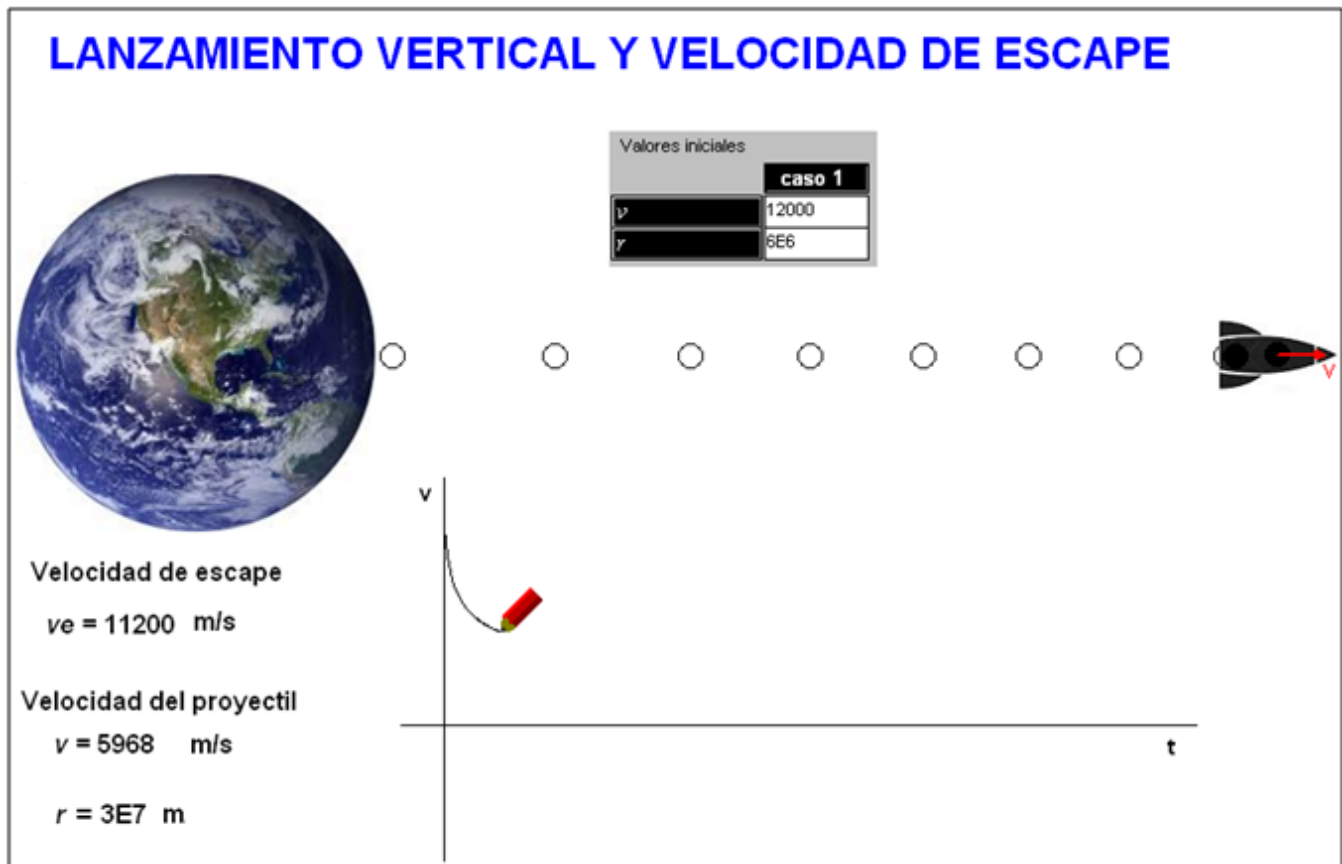 LANZAMIENTO VERTICAL Y VELOCIDAD DE ESCAPE
Valores iniciales
caso 1
v 12000
r 6E6
v
v
Velocidad de escape
ve = 11200 m/s
Velocidad del proyectil
v = 5968 m/s
t
r = 3E7 m